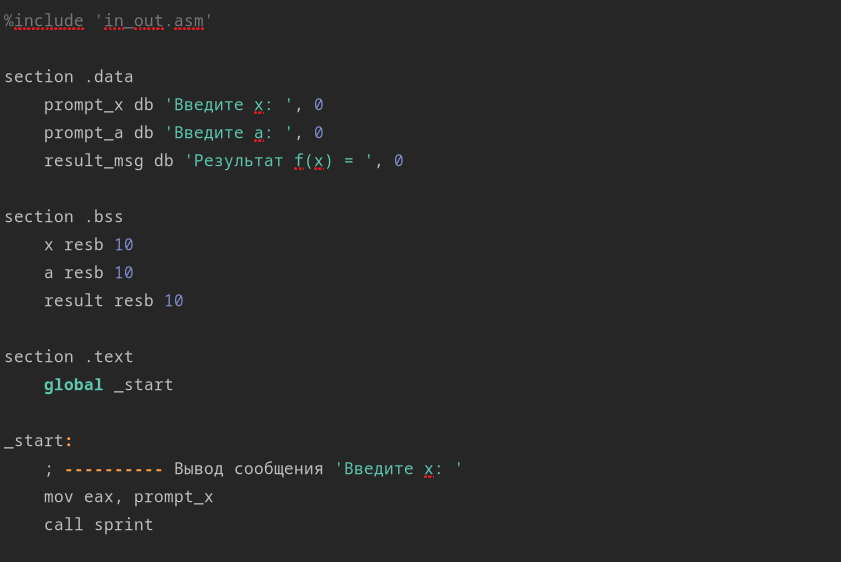 %include 'in_out.asm'
section .data
prompt_x db 'Введите x: ', 0
prompt_a db 'Введите a: ', 0
result_msg db 'Результат f(x) = ', 0
section .bss
x resb 10
a resb 10
result resb 10
section .text
global _start
_start:
; ---------- Вывод сообщения 'Введите x: '
mov eax, prompt_x
call sprint